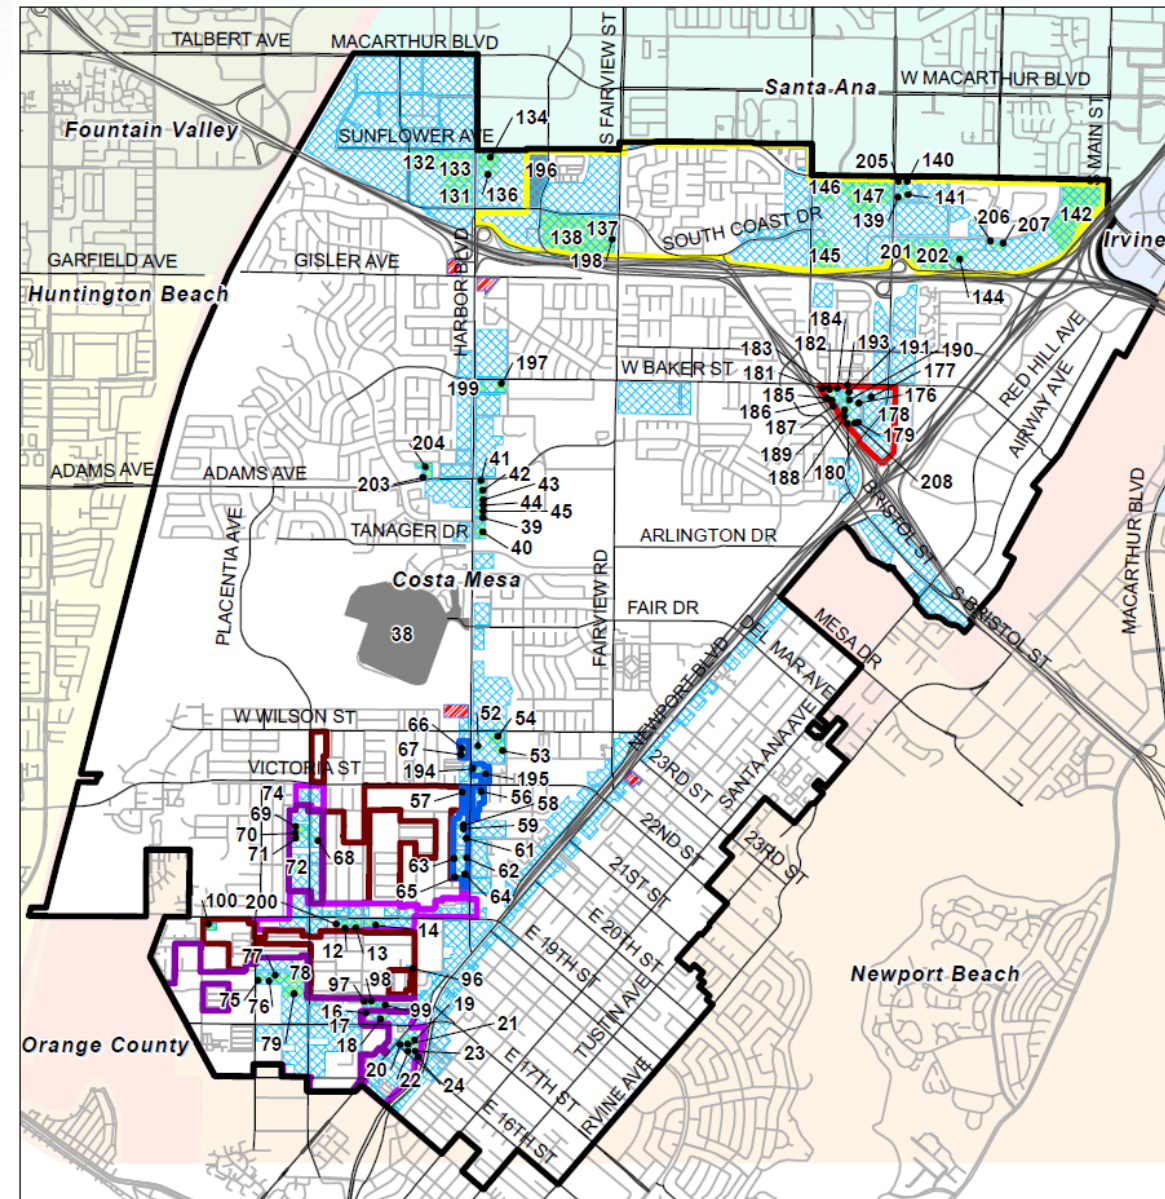 TALBERT AVE
MACARTHUR BLVD
S FAIRVIEW ST
Santa Ana
W MACARTHUR BLVD
S MAIN ST
Fountain Valley
134
SUNFLOWER AVE
132
133
131
136
196
205
140
146
147
139
141
206
207
142
Irvine
138
137
198
SOUTH COAST DR
145
201
202
144
GARFIELD AVE
GISLER AVE
Huntington Beach
HARBOR BLVD
184
182
193
183
191
190
177
W BAKER ST
181
197
199
185
176
186
187
178
179
189
188
180
208
RED HILL AVE
AIRWAY AVE
MACARTHUR BLVD
204
203
ADAMS AVE
ADAMS AVE
41
42
43
44
45
39
40
TANAGER DR
ARLINGTON DR
BRISTOL ST
S BRISTOL ST
PLACENTIA AVE
Costa Mesa
38
FAIRVIEW RD
FAIR DR
MESA DR
DEL MAR AVE
NEWPORT BLVD
SANTA ANA AVE
W WILSON ST
66
52
54
67
53
VICTORIA ST
194
195
23RD ST
74
57
56
58
69
59
70
61
71
68
63
62
72
65
64
22ND ST
23RD ST
21ST ST
100
200
14
12
13
E 20TH ST
E 19TH ST
Newport Beach
77
78
97
98
96
75
76
16
99
19
TUSTIN AVE
Orange County
79
17
18
21
20
22
23
24
E 17TH ST
E 16TH ST
IRVINE AVE